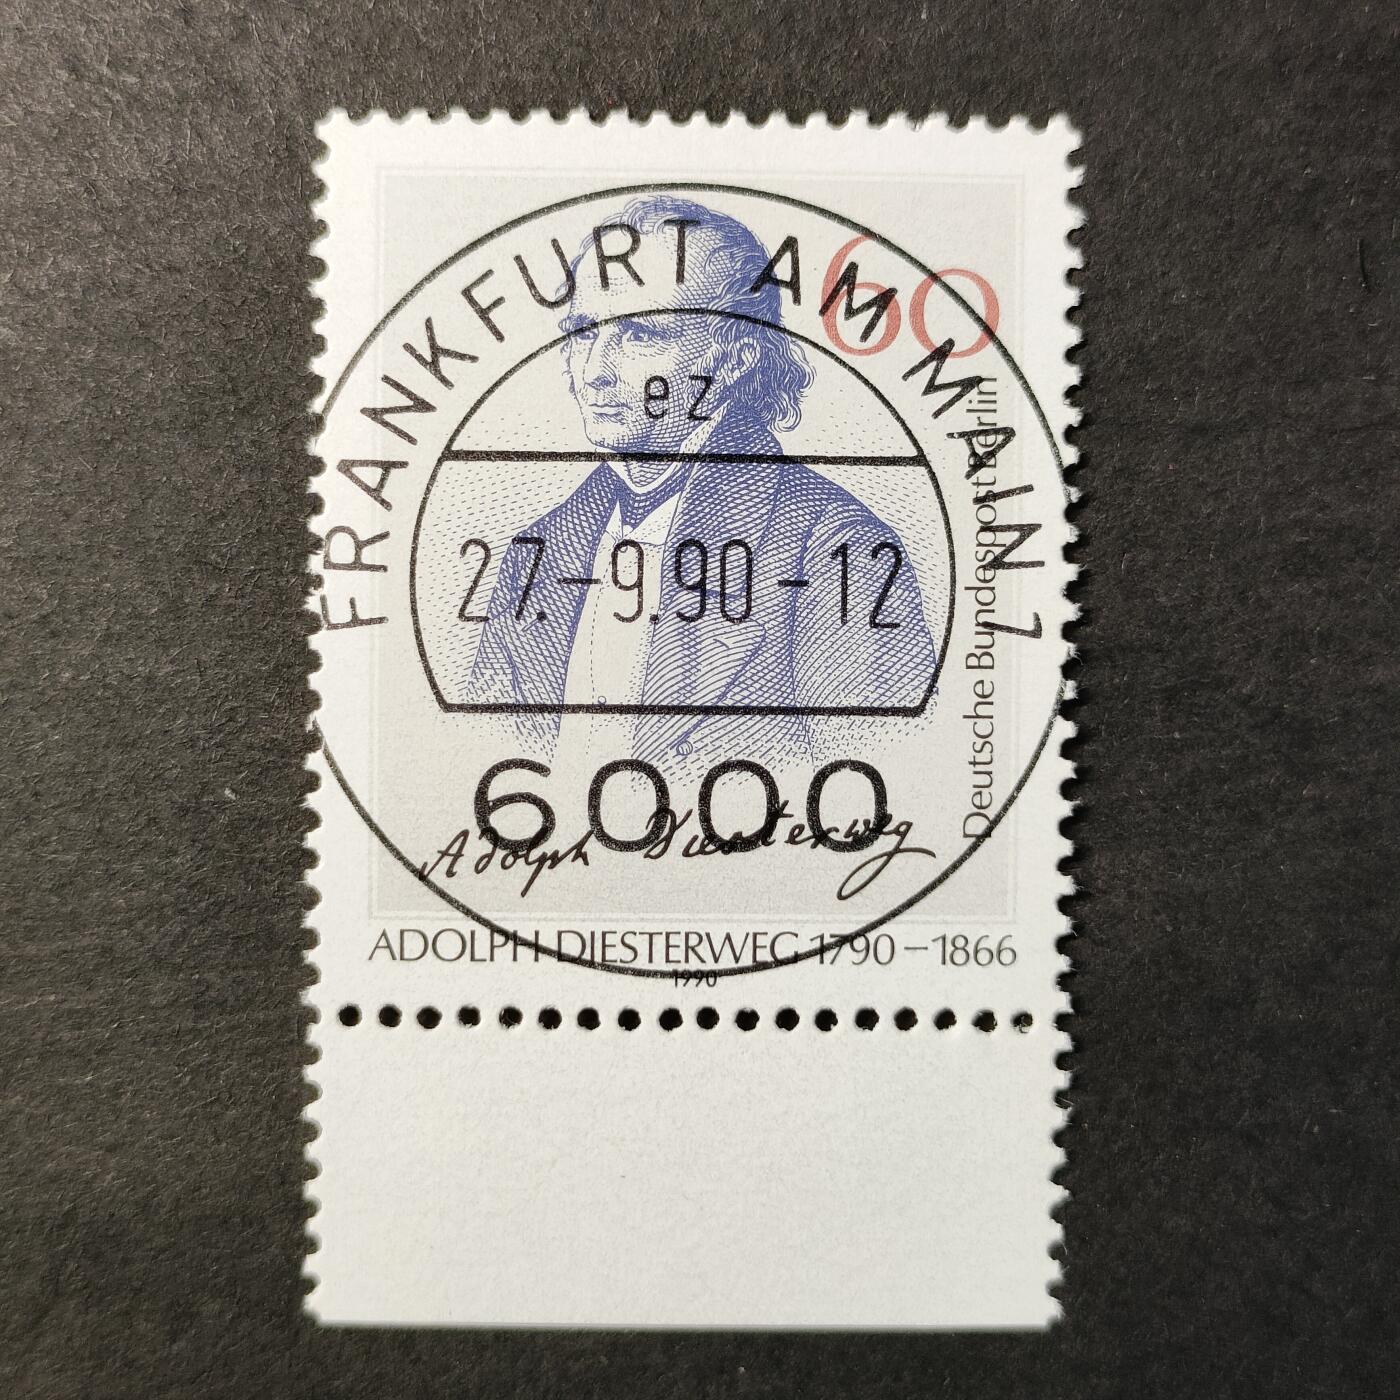 FRANKFURT AM MAIN 1
60
ez
Deutsche Bundespost Berlin
27.-9.90-12
6000
Adolph Diesterweg
ADOLPH DIESTERWEG 1790–1866
1990